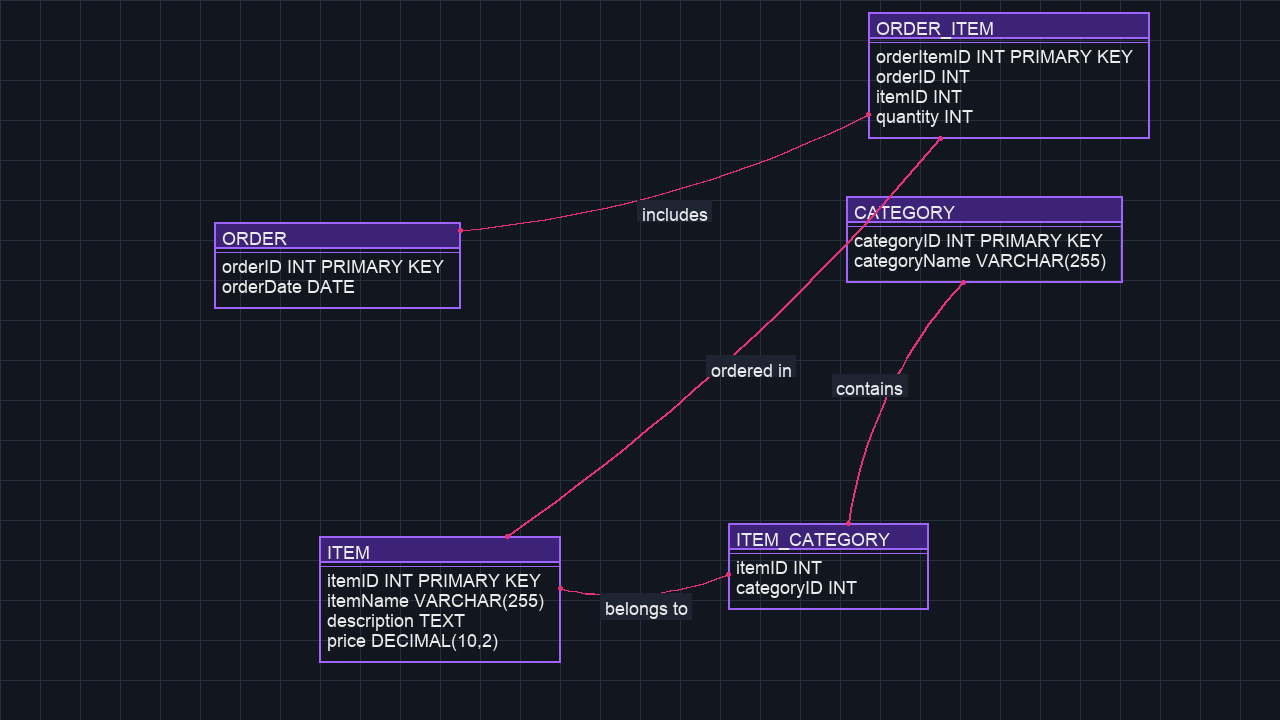 ORDER_ITEM
orderItemID INT PRIMARY KEY
orderID INT
itemID INT
quantity INT
includes
CATEGORY
categoryID INT PRIMARY KEY
categoryName VARCHAR(255)
ORDER
orderID INT PRIMARY KEY
orderDate DATE
ordered in
contains
ITEM
itemID INT PRIMARY KEY
itemName VARCHAR(255)
description TEXT
price DECIMAL(10,2)
belongs to
ITEM_CATEGORY
itemID INT
categoryID INT